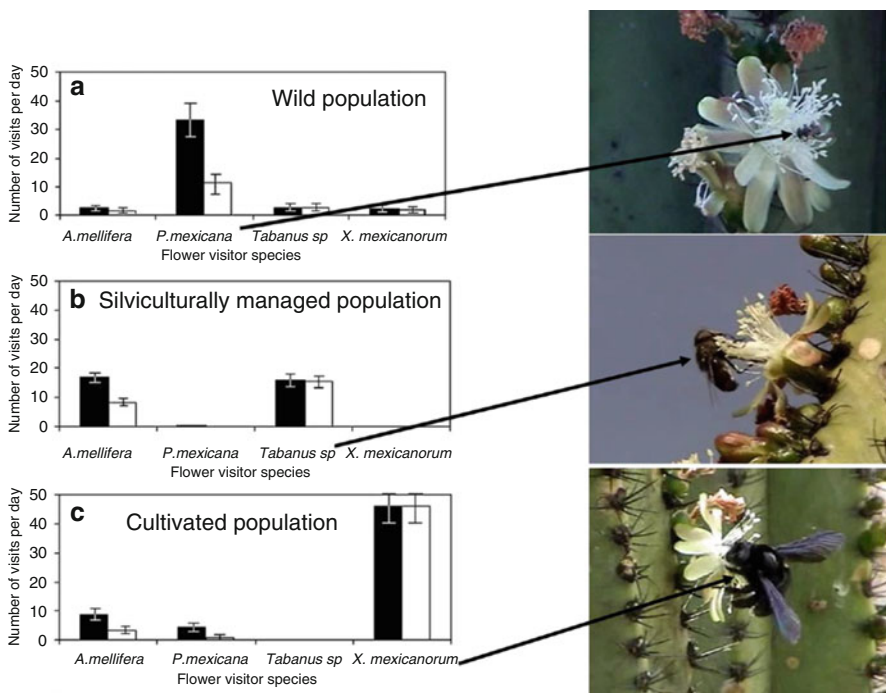 a
Wild population
Number of visits per day
50
40
30
20
10
0
A.mellifera P.mexicana Tabanus sp X. mexicanorum
Flower visitor species
b
Silviculturally managed population
Number of visits per day
50
40
30
20
10
0
A.mellifera P.mexicana Tabanus sp X. mexicanorum
Flower visitor species
c
Cultivated population
Number of visits per day
50
40
30
20
10
0
A.mellifera P.mexicana Tabanus sp X. mexicanorum
Flower visitor species